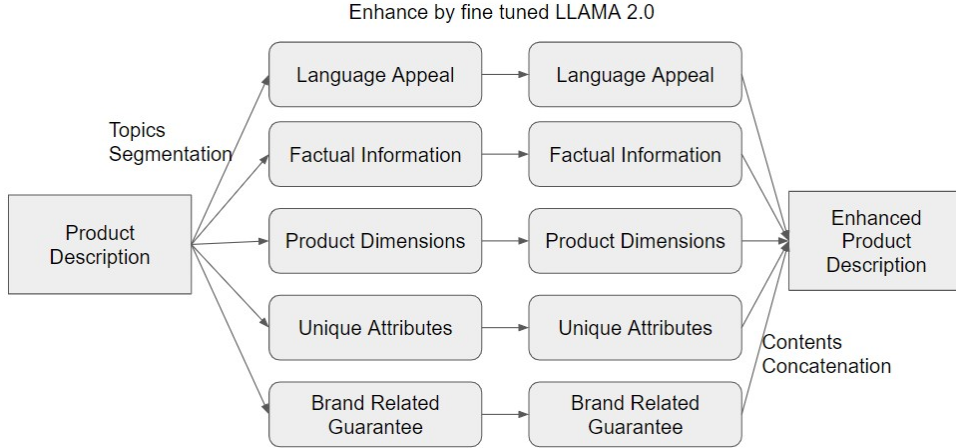 Enhance by fine tuned LLAMA 2.0
Language Appeal
Language Appeal
Topics
Segmentation
Factual Information
Factual Information
Product
Description
Product Dimensions
Product Dimensions
Enhanced
Product
Description
Unique Attributes
Unique Attributes
Contents
Concatenation
Brand Related
Guarantee
Brand Related
Guarantee